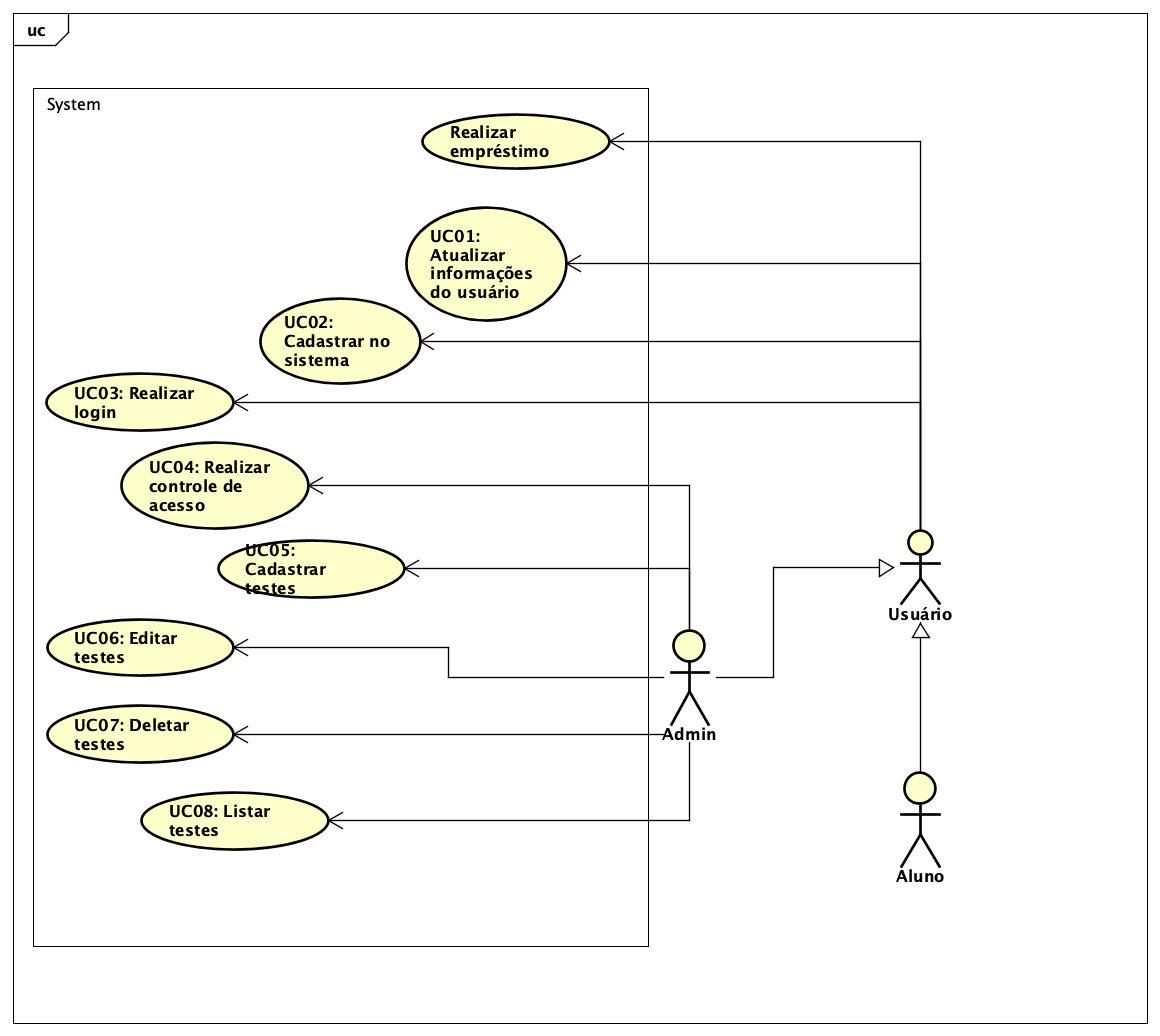 uc
System
Realizar
empréstimo
UC01:
Atualizar
informações
do usuário
UC02:
Cadastrar no
sistema
UC03: Realizar
login
UC04: Realizar
controle de
acesso
UC05:
Cadastrar
testes
UC06: Editar
testes
UC07: Deletar
testes
UC08: Listar
testes
Usuário
Admin
Aluno